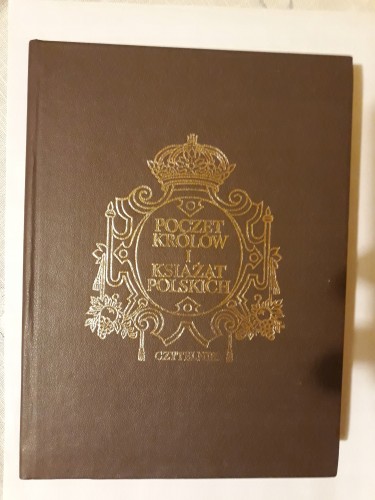 POCZET
KRÓLÓW
I
KSIĄŻĄT
POLSKICH
CZYTELNIK